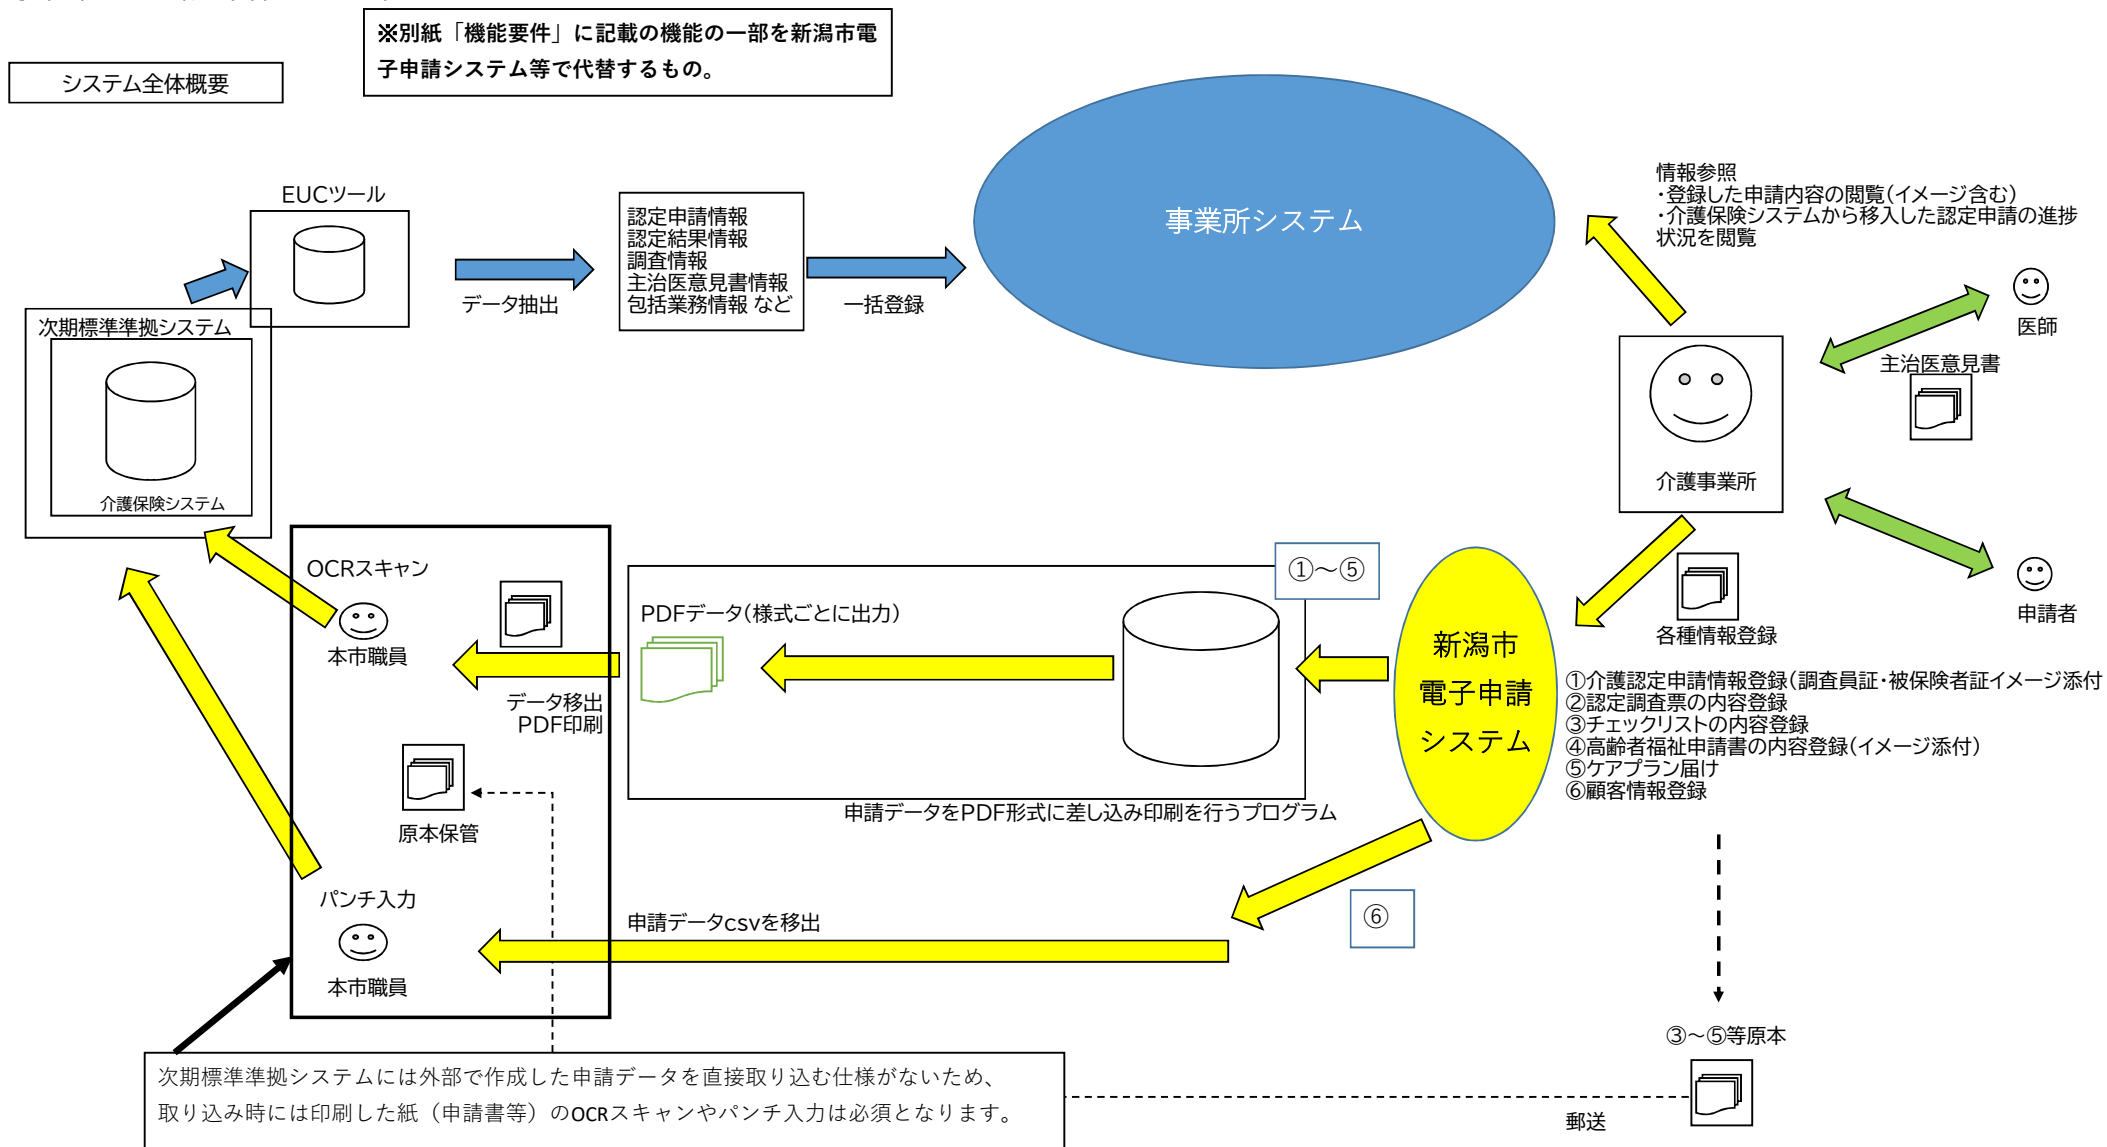 ※別紙「機能要件」に記載の機能の一部を新潟市電
子申請システム等で代替するもの。
システム全体概要
EUCツール
データ抽出
認定申請情報
認定結果情報
調査情報
主治医意見書情報
包括業務情報 など
一括登録
事業所システム
情報参照
・登録した申請内容の閲覧(イメージ含む)
・介護保険システムから移入した認定申請の進捗
状況を閲覧
医師
主治医意見書
介護事業所
申請者
次期標準準拠システム
介護保険システム
OCRスキャン
本市職員
データ移出
PDF印刷
原本保管
パンチ入力
本市職員
PDFデータ(様式ごとに出力)
①～⑤
申請データをPDF形式に差し込み印刷を行うプログラム
新潟市
電子申請
システム
各種情報登録
①介護認定申請情報登録(調査員証・被保険者証イメージ添付
②認定調査票の内容登録
③チェックリストの内容登録
④高齢者福祉申請書の内容登録(イメージ添付)
⑤ケアプラン届け
⑥顧客情報登録
申請データcsvを移出
⑥
③～⑤等原本
郵送
次期標準準拠システムには外部で作成した申請データを直接取り込む仕様がないため、
取り込み時には印刷した紙（申請書等）のOCRスキャンやパンチ入力は必須となります。